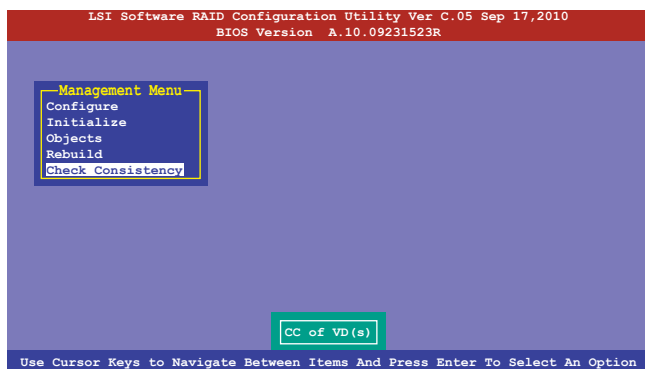 LSI Software RAID Configuration Utility Ver C.05 Sep 17,2010
BIOS Version A.10.09231523R
Management Menu
Configure
Initialize
Objects
Rebuild
Check Consistency
CC of VD(s)
Use Cursor Keys to Navigate Between Items And Press Enter To Select An Option